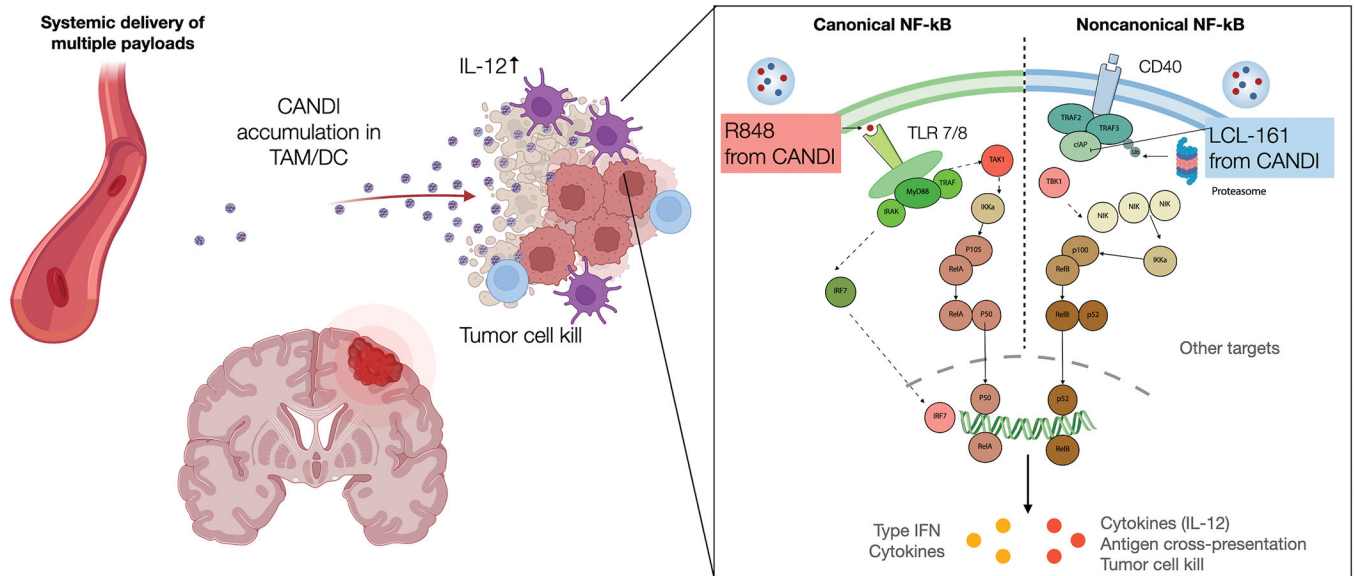 Systemic delivery of
multiple payloads
CANDI
accumulation in
TAM/DC
IL-12↑
Tumor cell kill
Canonical NF-kB
Noncanonical NF-kB
R848
from CANDI
TLR 7/8
MyD88
TRAF
IRAK
TAK1
IKKa
P105
RelA
RelA
P50
IRF7
IRF7
P50
RelA
CD40
TRAF2
TRAF3
cIAP
Ub
LCL-161
from CANDI
Proteasome
TBK1
NIK
NIK
NIK
IKKa
p100
RelB
RelB
p52
Other targets
p52
RelB
Type IFN
Cytokines
Cytokines (IL-12)
Antigen cross-presentation
Tumor cell kill